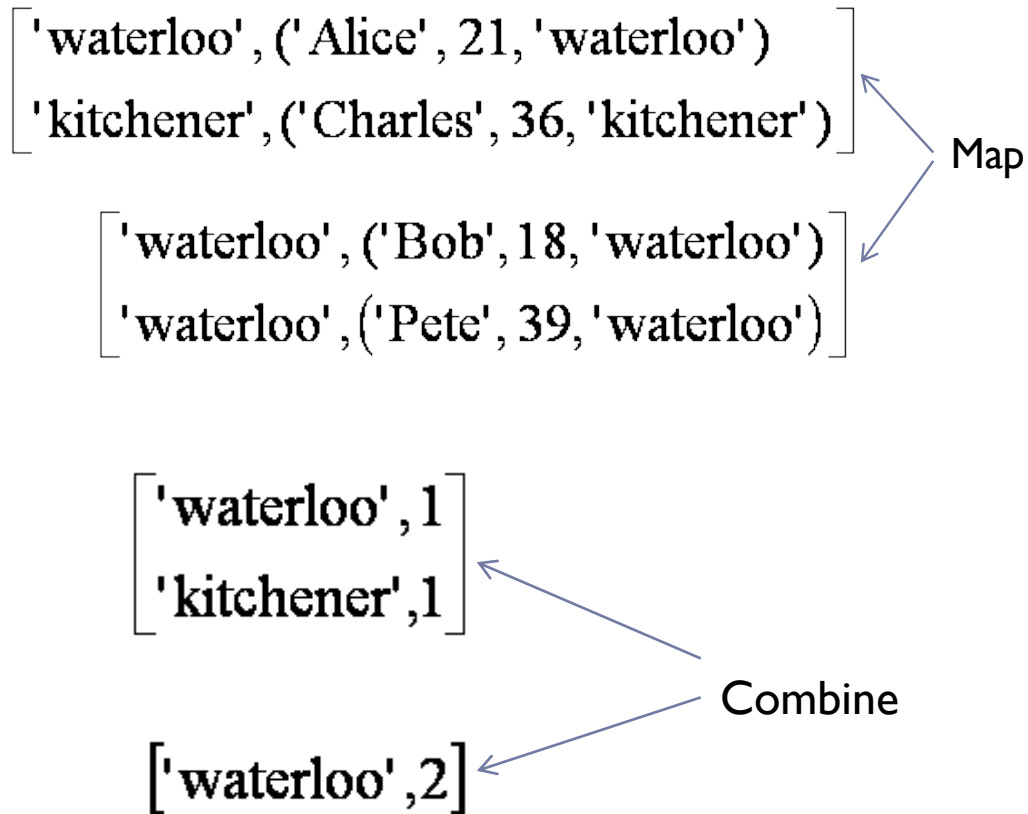 'waterloo', ('Alice', 21, 'waterloo')
'kitchener', ('Charles', 36, 'kitchener')
Map
'waterloo', ('Bob', 18, 'waterloo')
'waterloo', ('Pete', 39, 'waterloo')
'waterloo', 1
'kitchener', 1
Combine
['waterloo', 2]